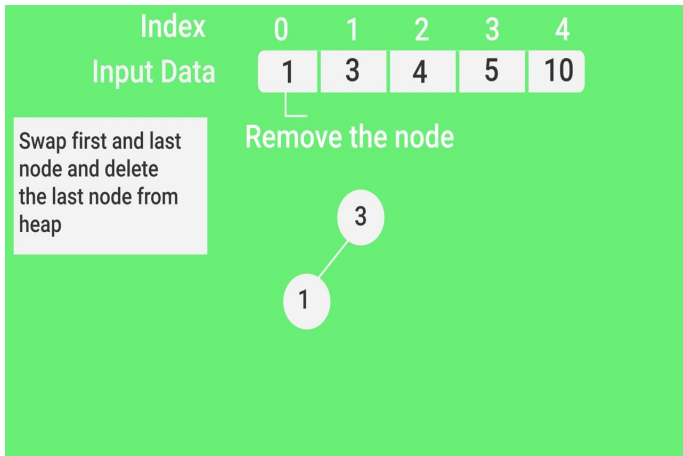 Index 0 1 2 3 4
Input Data 1 3 4 5 10
Remove the node
Swap first and last
node and delete
the last node from
heap
3
1